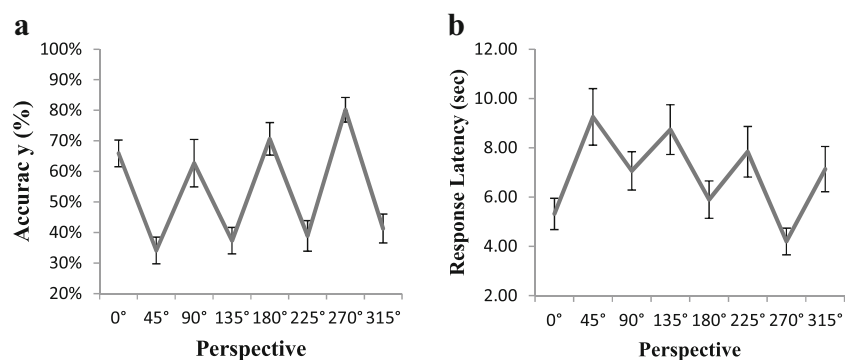 a
100%
90%
80%
70%
60%
50%
40%
30%
20%
Accurac y (%)
0° 45° 90° 135° 180° 225° 270° 315°
Perspective
b
12.00
10.00
8.00
6.00
4.00
2.00
Response Latency (sec)
0° 45° 90° 135° 180° 225° 270° 315°
Perspective